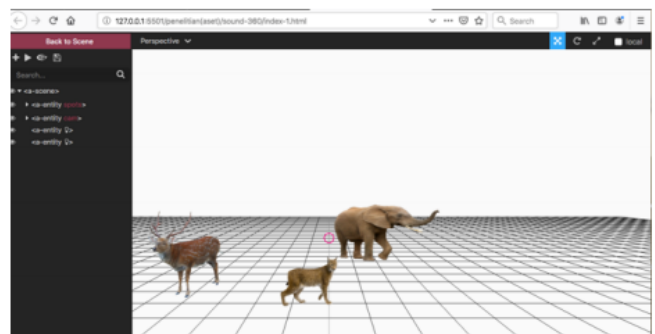 127.0.0.1:5501/penelitian(aset)/sound-360/index-1.html
Search
Back to Scene
Perspective
local
Search...
<a-scene>
<a-entity
<a-entity
<a-entity
<a-entity